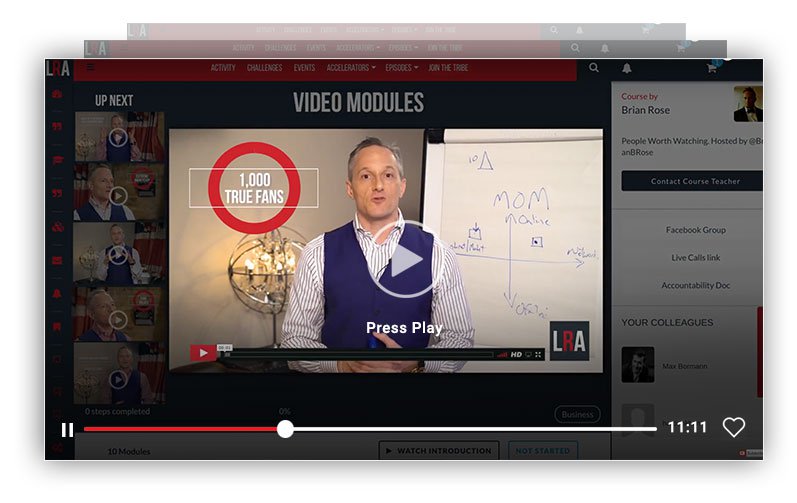 LRA
ACTIVITY CHALLENGES EVENTS ACCELERATORS EPISODES JOIN THE TRIBE
LRA
ACTIVITY CHALLENGES EVENTS ACCELERATORS EPISODES JOIN THE TRIBE
LRA
ACTIVITY CHALLENGES EVENTS ACCELERATORS EPISODES JOIN THE TRIBE
UP NEXT
VIDEO MODULES
Course by
Brian Rose
People Worth Watching. Hosted by @Bri
anBRose
Contact Course Teacher
Facebook Group
Live Calls link
Accountability Doc
YOUR COLLEAGUES
Max Bormann
1,000
TRUE FANS
10
MOM
Online
Press Play
LRA
HD
0 steps completed
0%
Business
11:11
10 Modules
WATCH INTRODUCTION
NOT STARTED